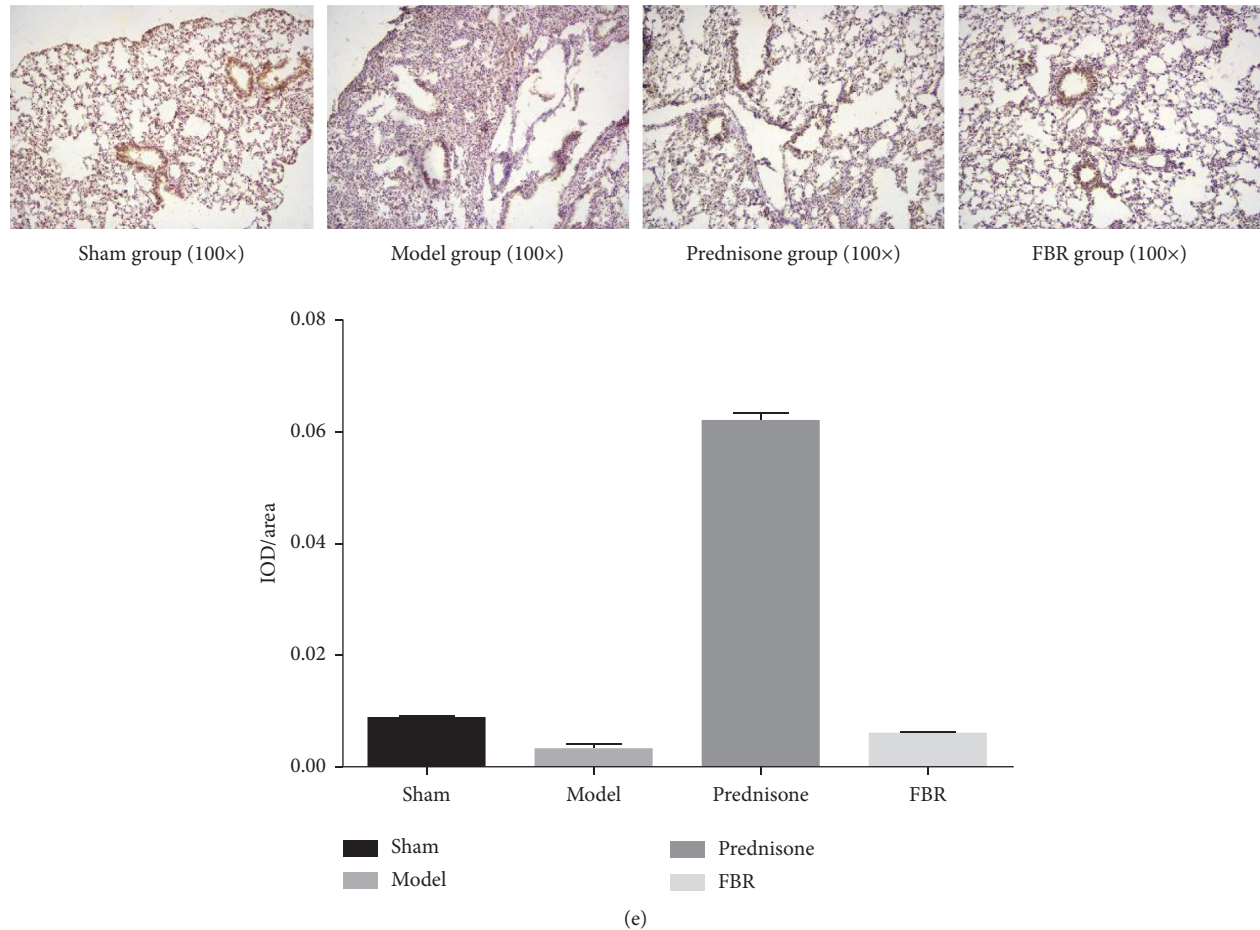 Sham group (100×)
Model group (100×)
Prednisone group (100×)
FBR group (100×)
0.08
0.06
0.04
0.02
0.00
IOD/area
Sham
Model
Prednisone
FBR
Sham
Model
Prednisone
FBR
(e)